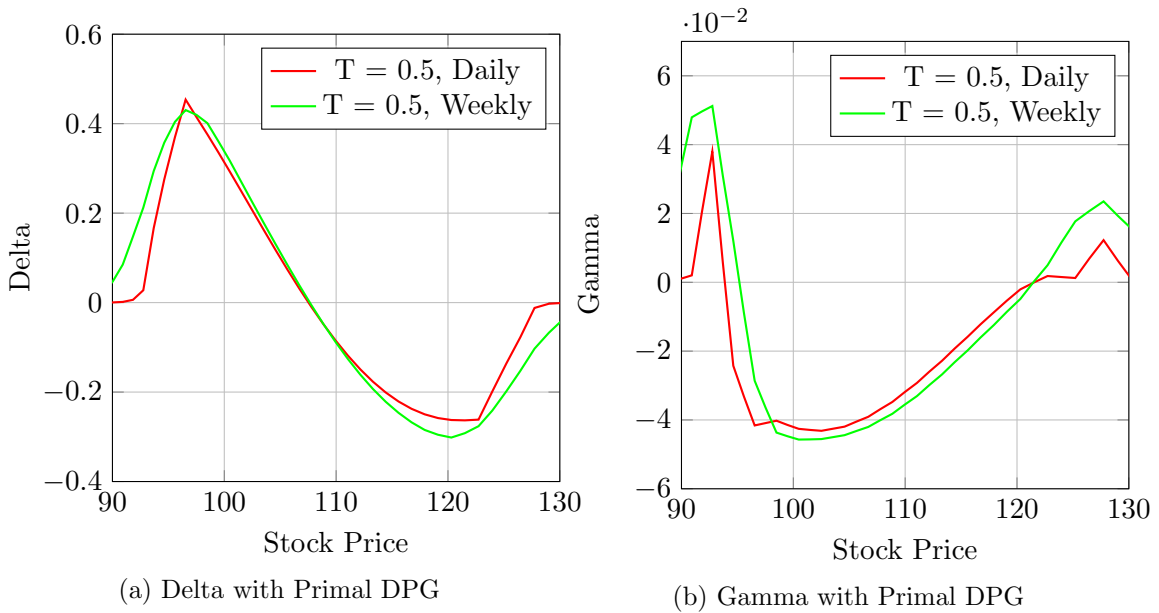 0.6
0.4
0.2
0
−0.2
−0.4
90
100
110
120
130
Delta
Stock Price
T = 0.5, Daily
T = 0.5, Weekly
(a) Delta with Primal DPG
·10−2
6
4
2
0
−2
−4
−6
90
100
110
120
130
Gamma
Stock Price
T = 0.5, Daily
T = 0.5, Weekly
(b) Gamma with Primal DPG